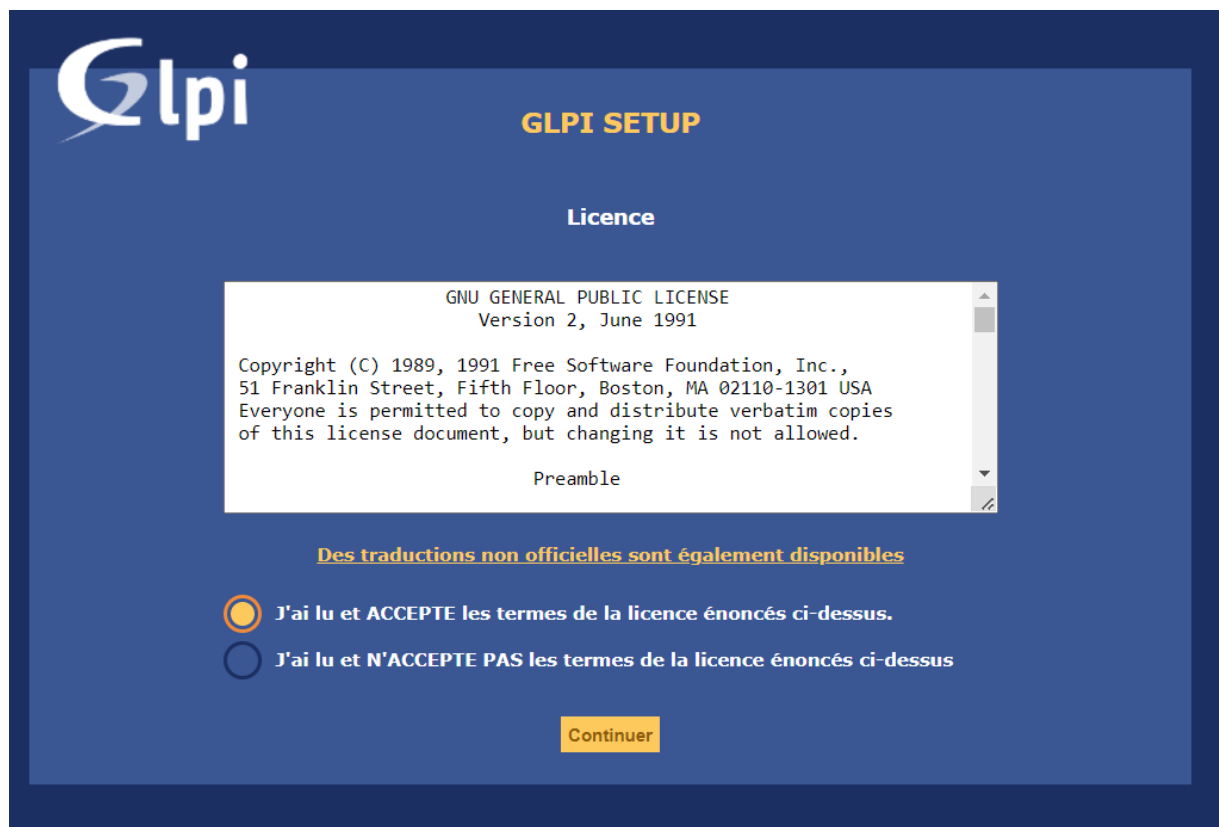 Glpi
GLPI SETUP
Licence
GNU GENERAL PUBLIC LICENSE
Version 2, June 1991
Copyright (C) 1989, 1991 Free Software Foundation, Inc.,
51 Franklin Street, Fifth Floor, Boston, MA 02110-1301 USA
Everyone is permitted to copy and distribute verbatim copies
of this license document, but changing it is not allowed.
Preamble
Des traductions non officielles sont également disponibles
J'ai lu et ACCEPTE les termes de la licence énoncés ci-dessus.
J'ai lu et N'ACCEPTE PAS les termes de la licence énoncés ci-dessus
Continuer